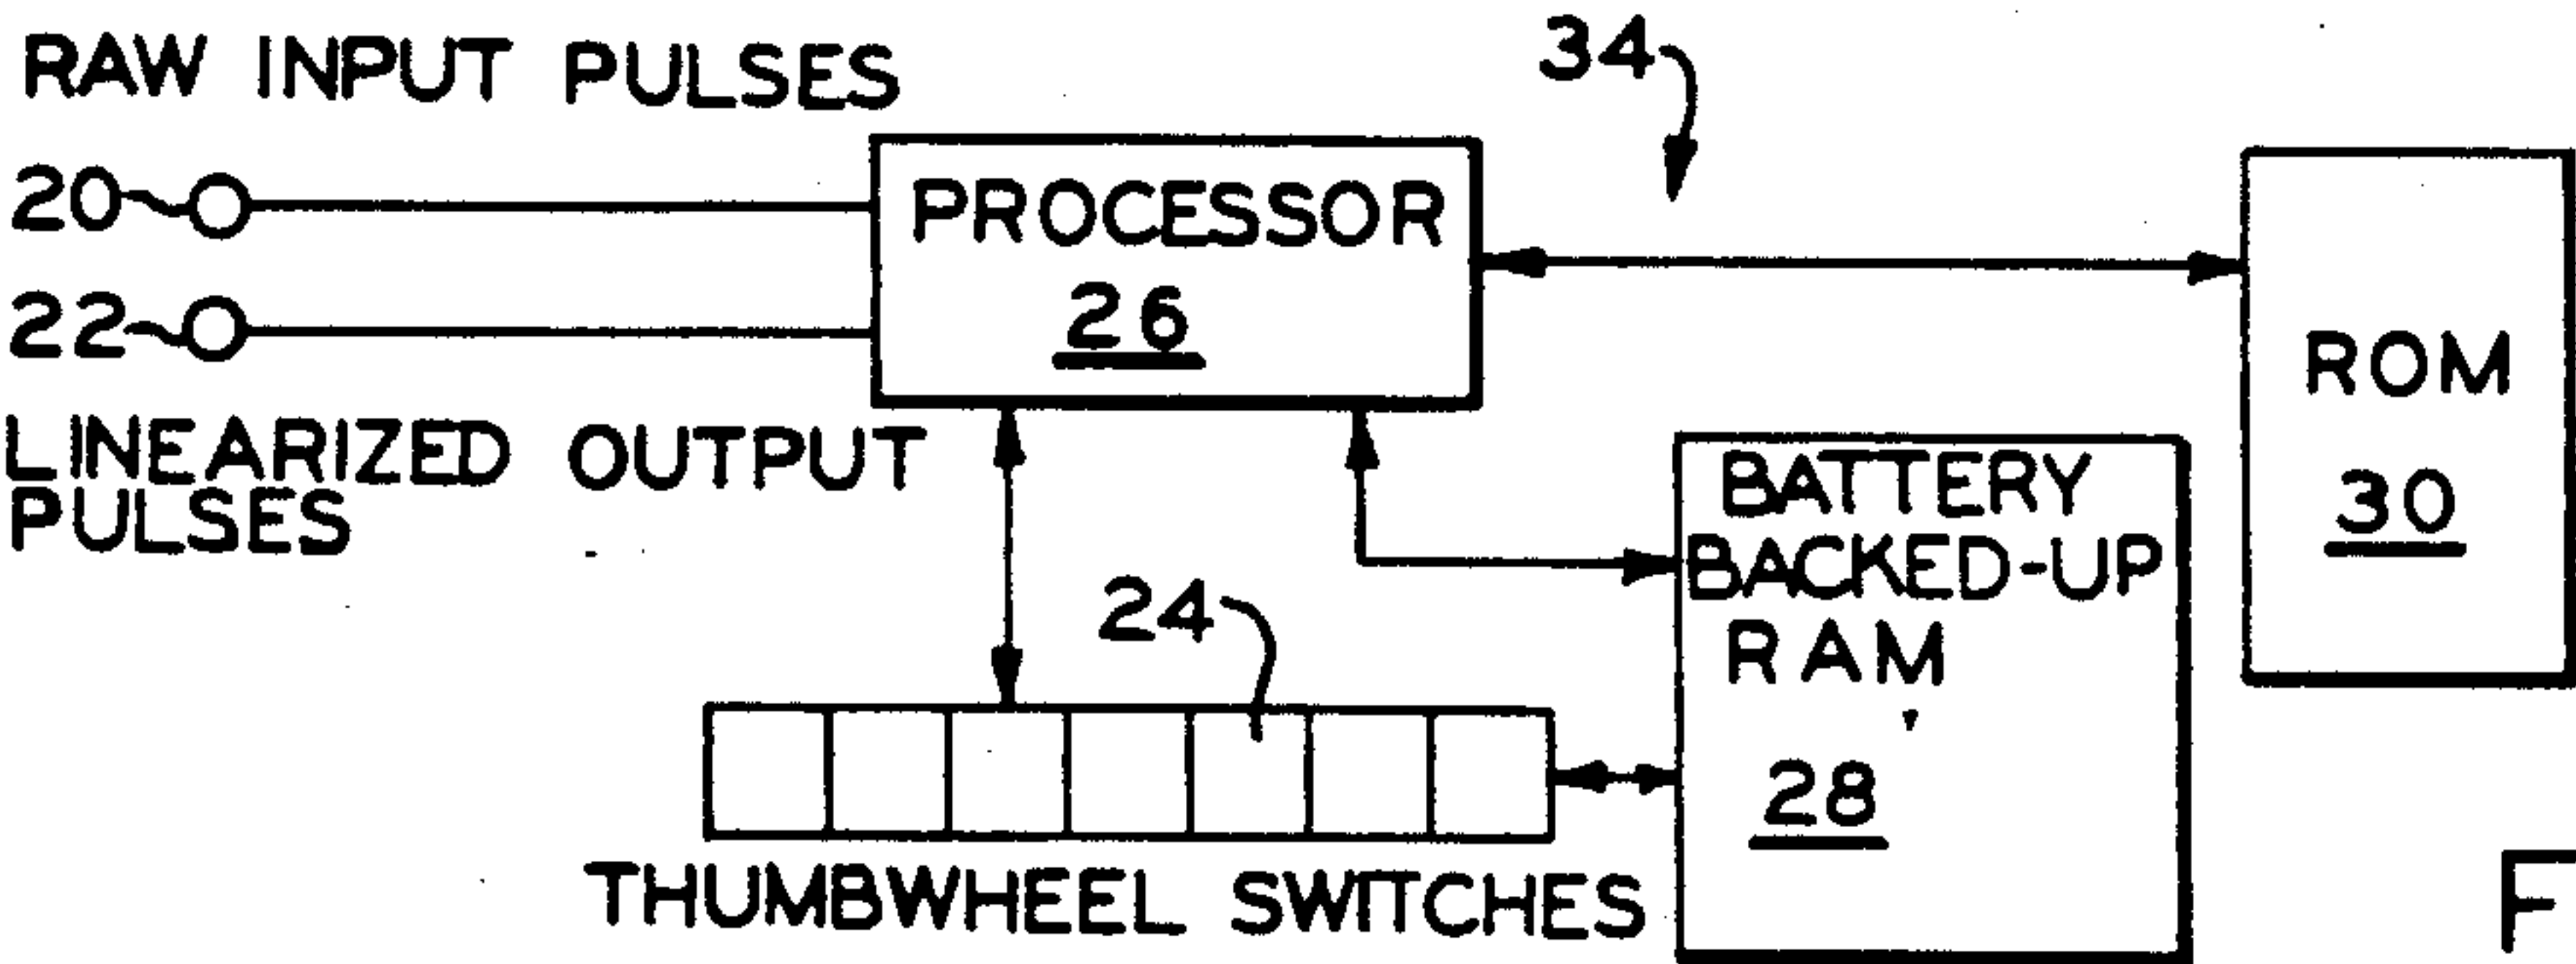 RAW INPUT PULSES
34
20
PROCESSOR
26
22
LINEARIZED OUTPUT
PULSES
ROM
30
BATTERY
BACKED-UP
RAM
28
24
THUMBWHEEL SWITCHES
F